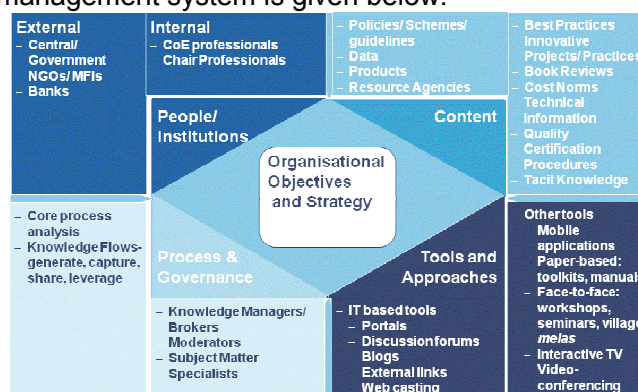 management system is given below:
External
– Central/
Government
NGOs/MFIs
– Banks
Internal
– CoE professionals
Chair Professionals
– Policies/Schemes/
guidelines
– Data
– Products
– Resource Agencies
– Best Practices
Innovative
Projects/Practices
– Book Reviews
– Cost Norms
Technical
Information
– Quality
Certification
Procedures
– Tacit Knowledge
People/
Institutions
Content
Organisational
Objectives
and Strategy
Process &
Governance
Tools and
Approaches
– Core process
analysis
– Knowledge Flows-
generate, capture,
share, leverage
– Knowledge Managers/
Brokers
Moderators
– Subject Matter
Specialists
– IT based tools
– Portals
– Discussion forums
Blogs
External links
Web casting
Other tools
Mobile
applications
Paper-based:
toolkits, manual
– Face-to-face:
workshops,
seminars, village
melas
– Interactive TV
Video-
conferencing